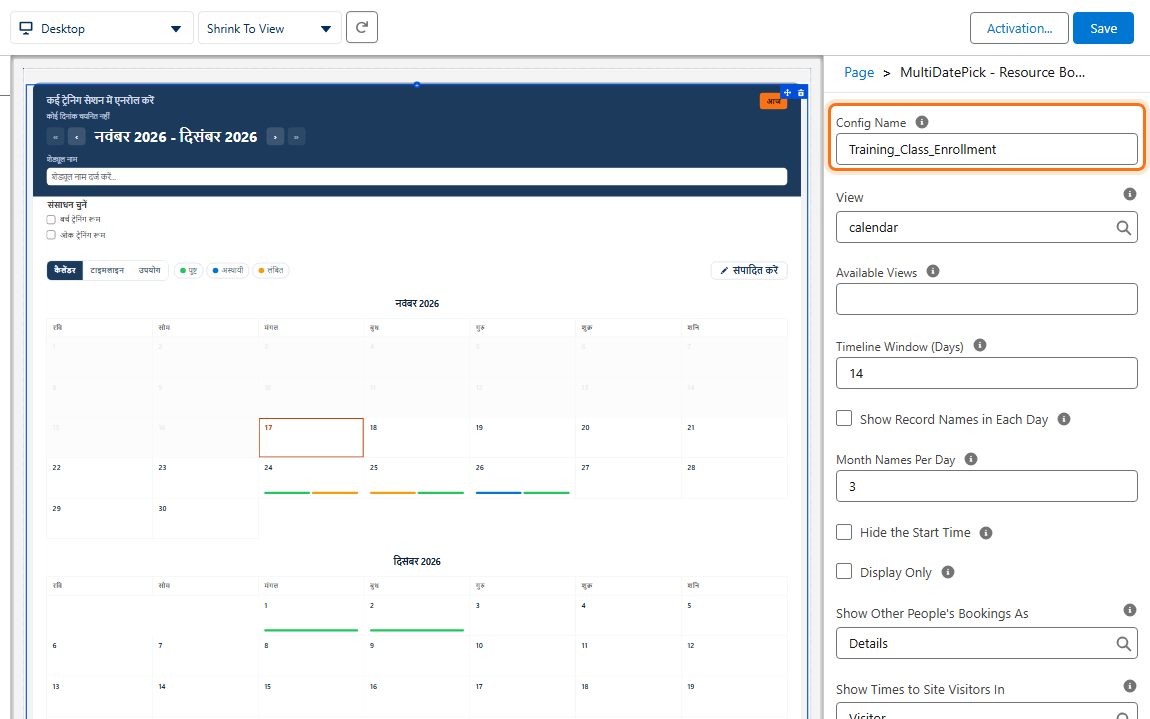 Desktop
Shrink To View
Activation...
Save
Page > MultiDatePick - Resource Bo...
कई ट्रेनिंग सेशन में एनरोल करें
कोई दिनांक चयनित नहीं
आज
« ‹ नवंबर 2026 - दिसंबर 2026 › »
शेड्यूल नाम
शेड्यूल नाम दर्ज करें...
संसाधन चुनें
बर्च ट्रेनिंग रूम
ओक ट्रेनिंग रूम
कैलेंडर टाइमलाइन उपयोग पुष्ट अस्थायी लंबित
संपादित करें
नवंबर 2026
रवि सोम मंगल बुध गुरु शुक्र शनि
1 2 3 4 5 6 7
8 9 10 11 12 13 14
15 16 17 18 19 20 21
22 23 24 25 26 27 28
29 30
दिसंबर 2026
रवि सोम मंगल बुध गुरु शुक्र शनि
1 2 3 4 5
6 7 8 9 10 11 12
13 14 15 16 17 18 19
Config Name
Training_Class_Enrollment
View
calendar
Available Views
Timeline Window (Days)
14
Show Record Names in Each Day
Month Names Per Day
3
Hide the Start Time
Display Only
Show Other People's Bookings As
Details
Show Times to Site Visitors In
Visitor